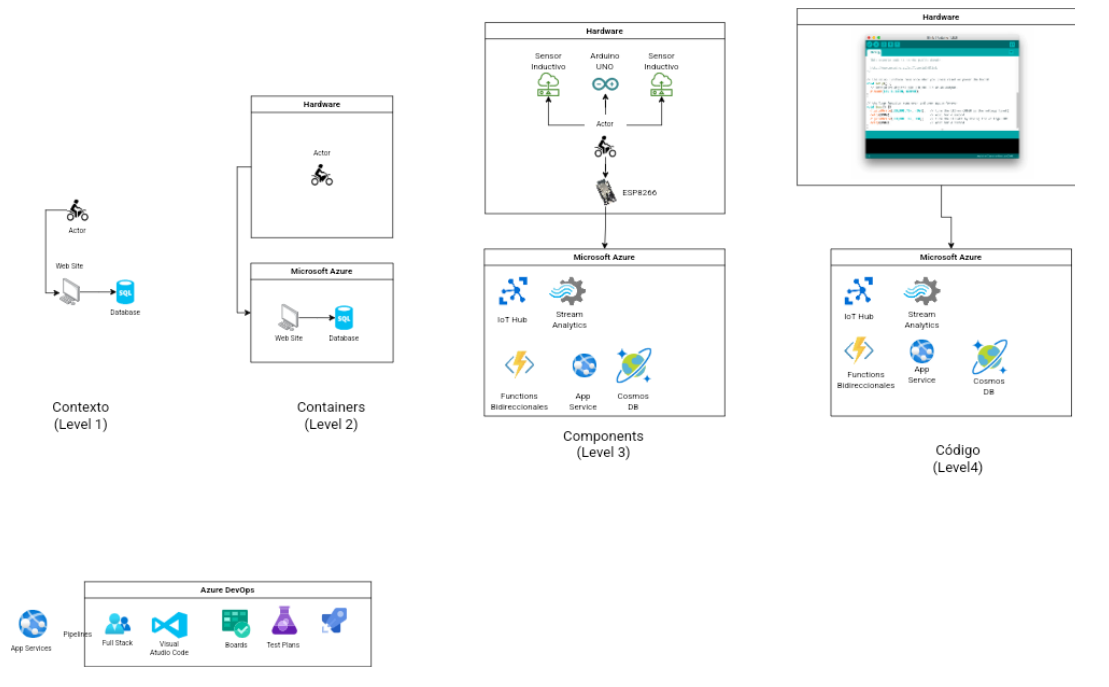 Actor
Web Site
SQL
Database
Contexto
(Level 1)
Hardware
Actor
Microsoft Azure
SQL
Web Site
Database
Containers
(Level 2)
Hardware
Sensor
Inductivo
Arduino
UNO
Sensor
Inductivo
Actor
ESP8266
Microsoft Azure
IoT Hub
Stream
Analytics
Functions
Bidireccionales
App
Service
Cosmos
DB
Components
(Level 3)
Hardware
Microsoft Azure
IoT Hub
Stream
Analytics
Functions
Bidireccionales
App
Service
Cosmos
DB
Código
(Level4)
Azure DevOps
App Services
Pipelines
Full Stack
Visual
Atudio Code
Boards
Test Plans